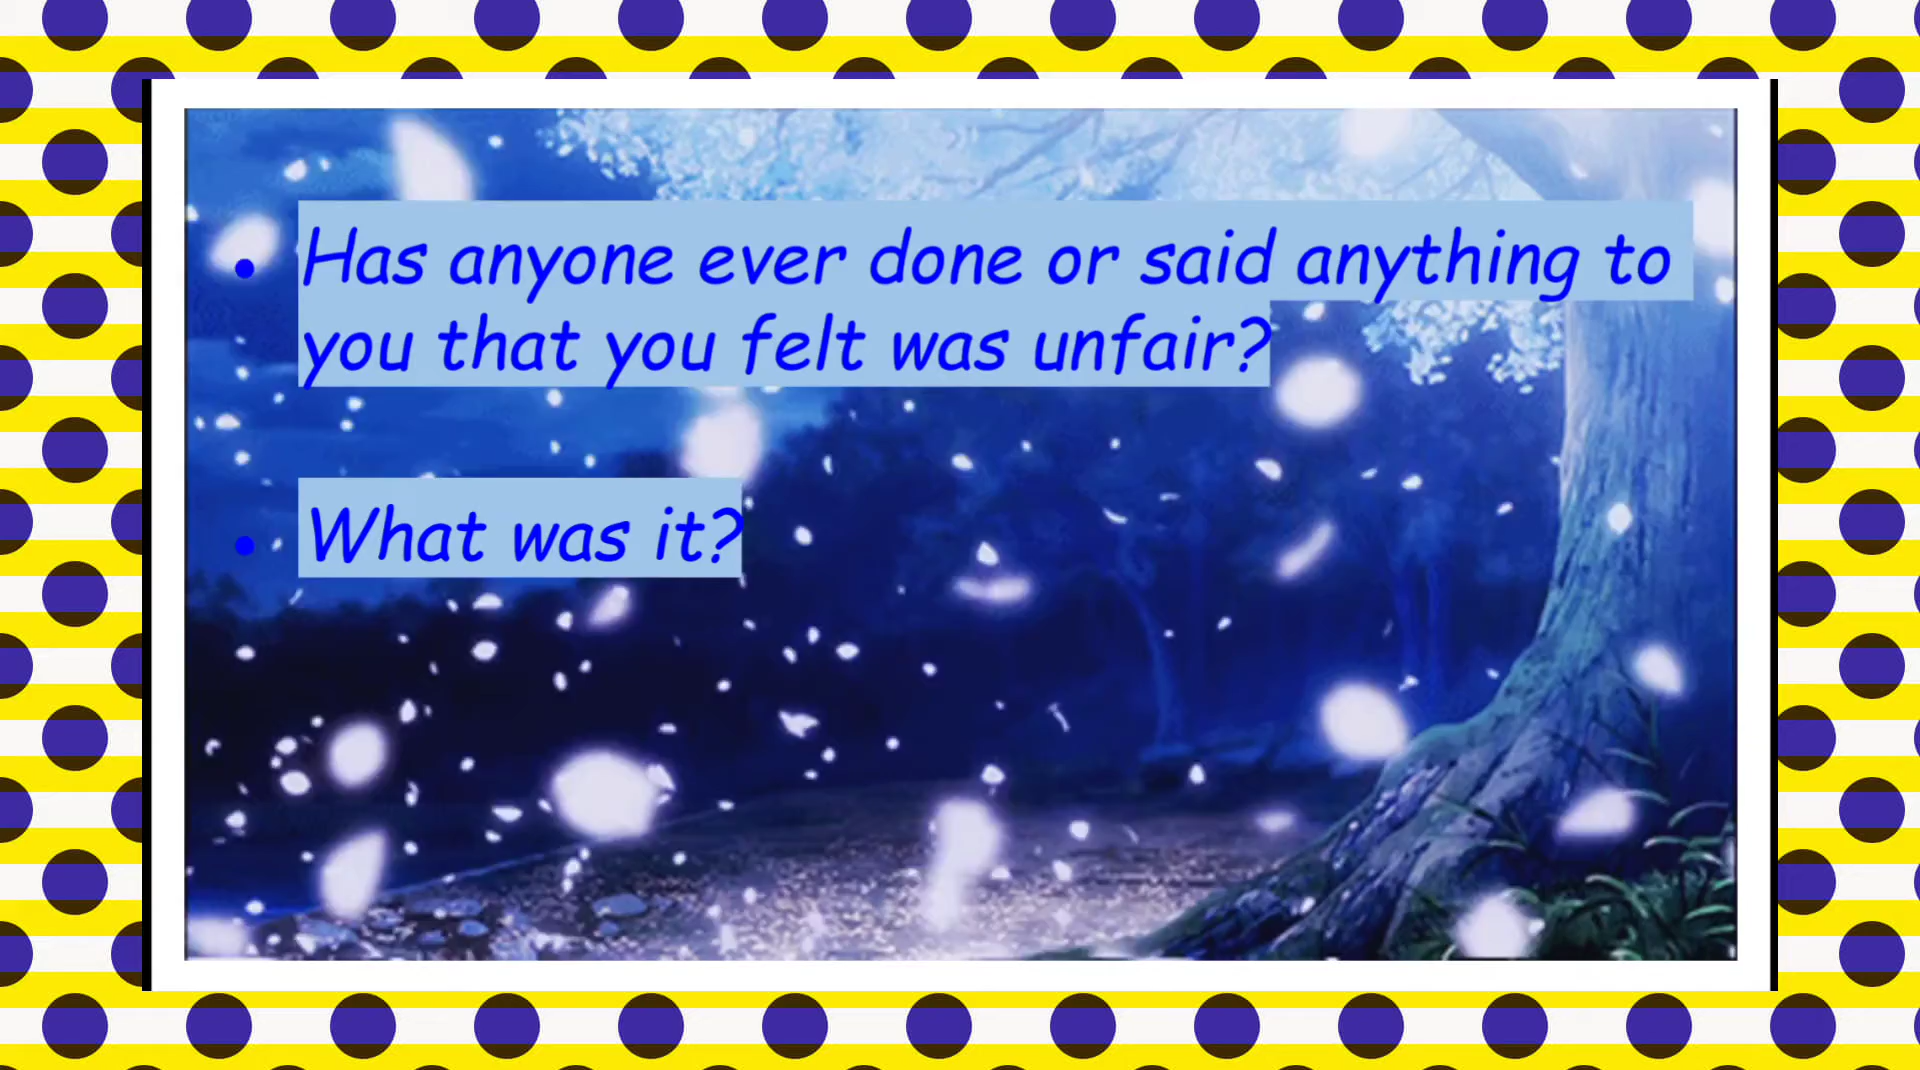 • Has anyone ever done or said anything to
you that you felt was unfair?
• What was it?